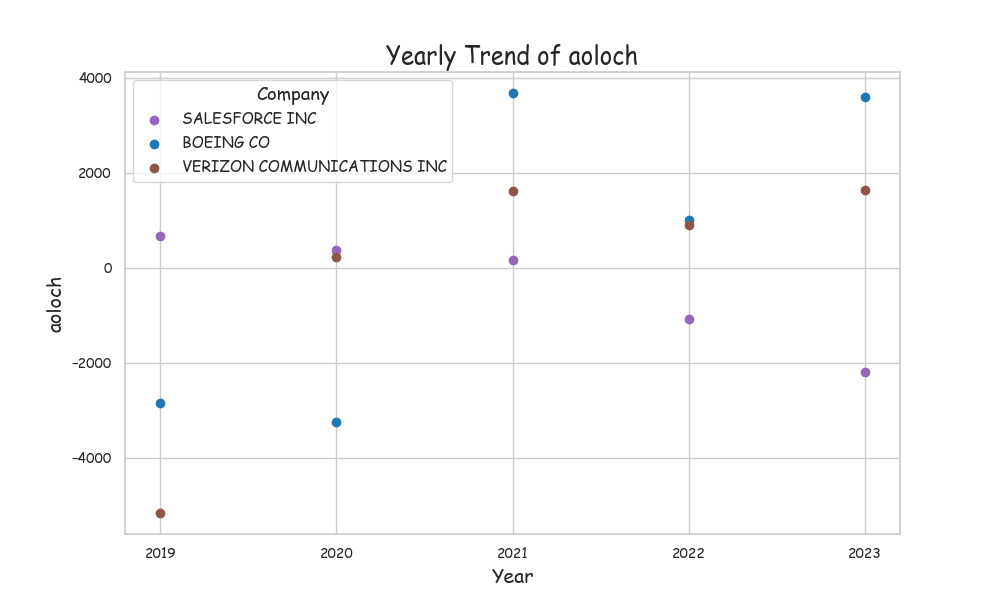 Yearly Trend of aoloch
Company
SALESFORCE INC
BOEING CO
VERIZON COMMUNICATIONS INC
aoloch
4000
2000
0
−2000
−4000
2019 2020 2021 2022 2023
Year